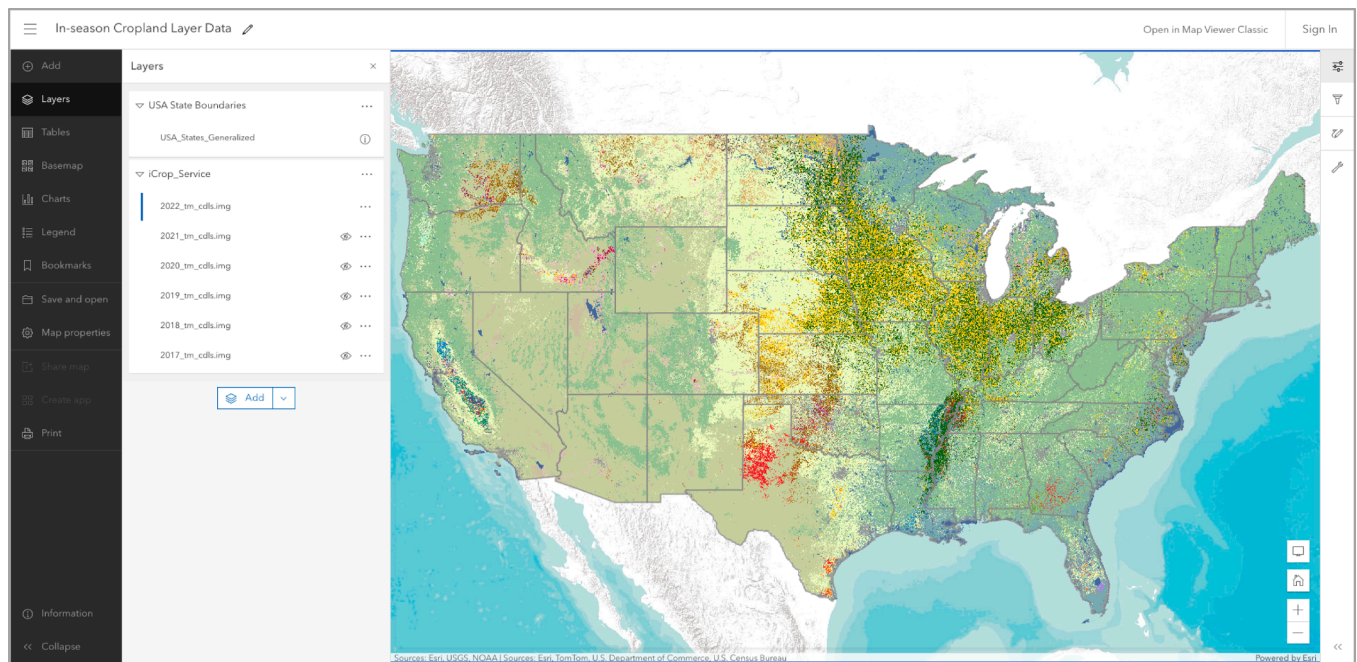 In-season Cropland Layer Data
Open in Map Viewer Classic
Sign In
Add
Layers
Tables
Basemap
Charts
Legend
Bookmarks
Save and open
Map properties
Share map
Create app
Print
Information
Collapse
Layers
USA State Boundaries
USA_States_Generalized
iCrop_Service
2022_tm_cdls.img
2021_tm_cdls.img
2020_tm_cdls.img
2019_tm_cdls.img
2018_tm_cdls.img
2017_tm_cdls.img
Add
Sources: Esri, USGS, NOAA | Sources: Esri, TomTom, U.S. Department of Commerce, U.S. Census Bureau
Powered by Esri